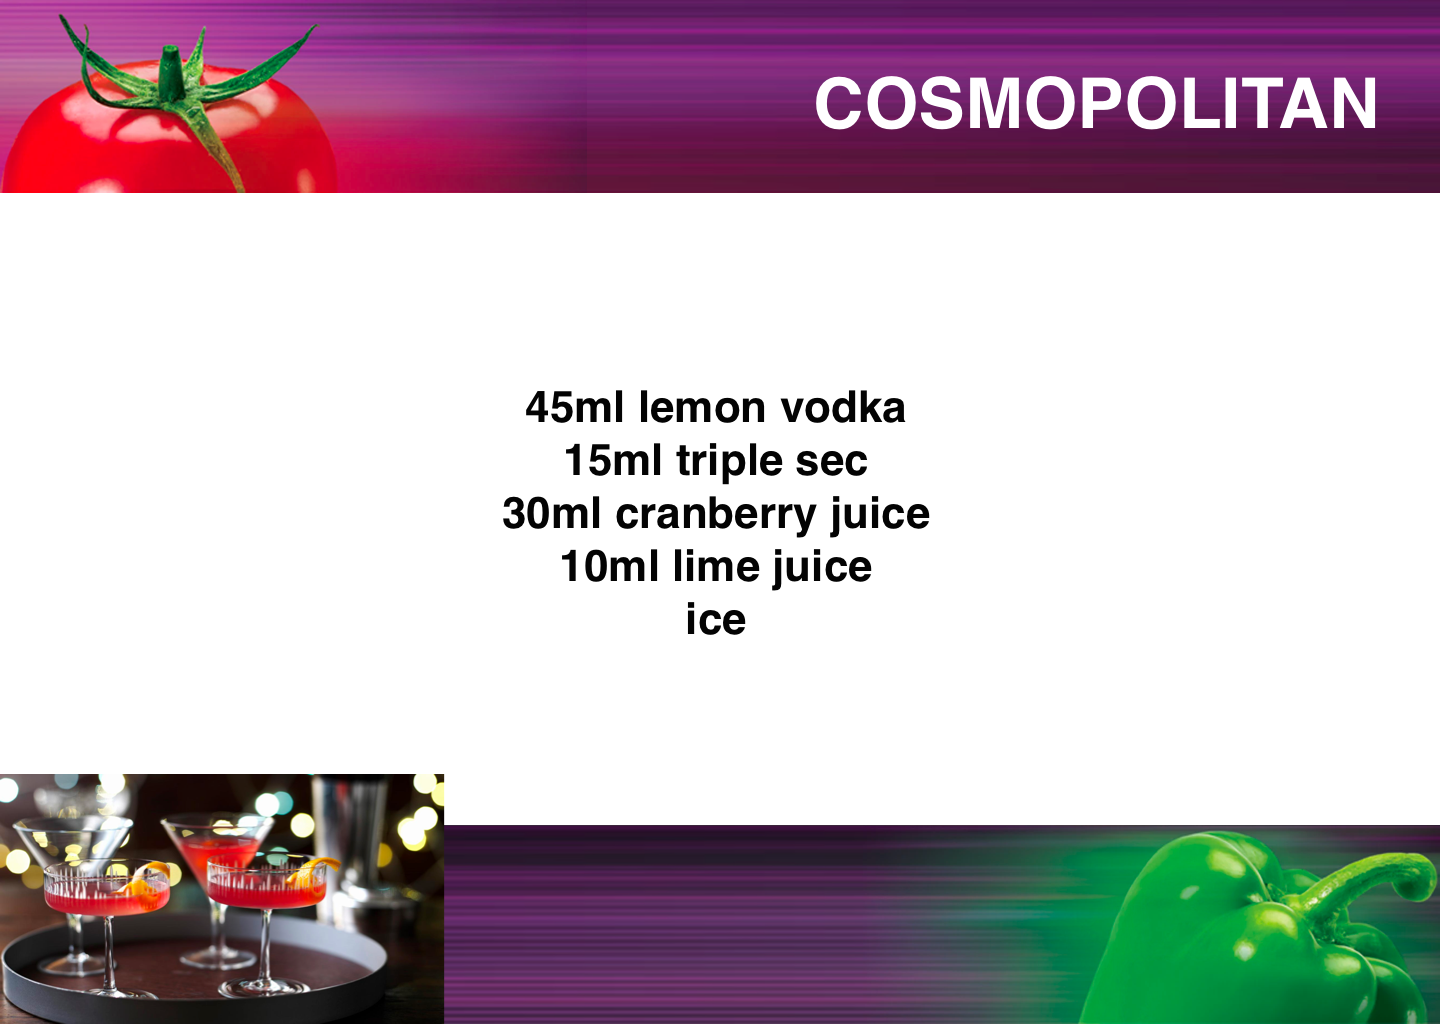 COSMOPOLITAN
45ml lemon vodka
15ml triple sec
30ml cranberry juice
10ml lime juice
ice